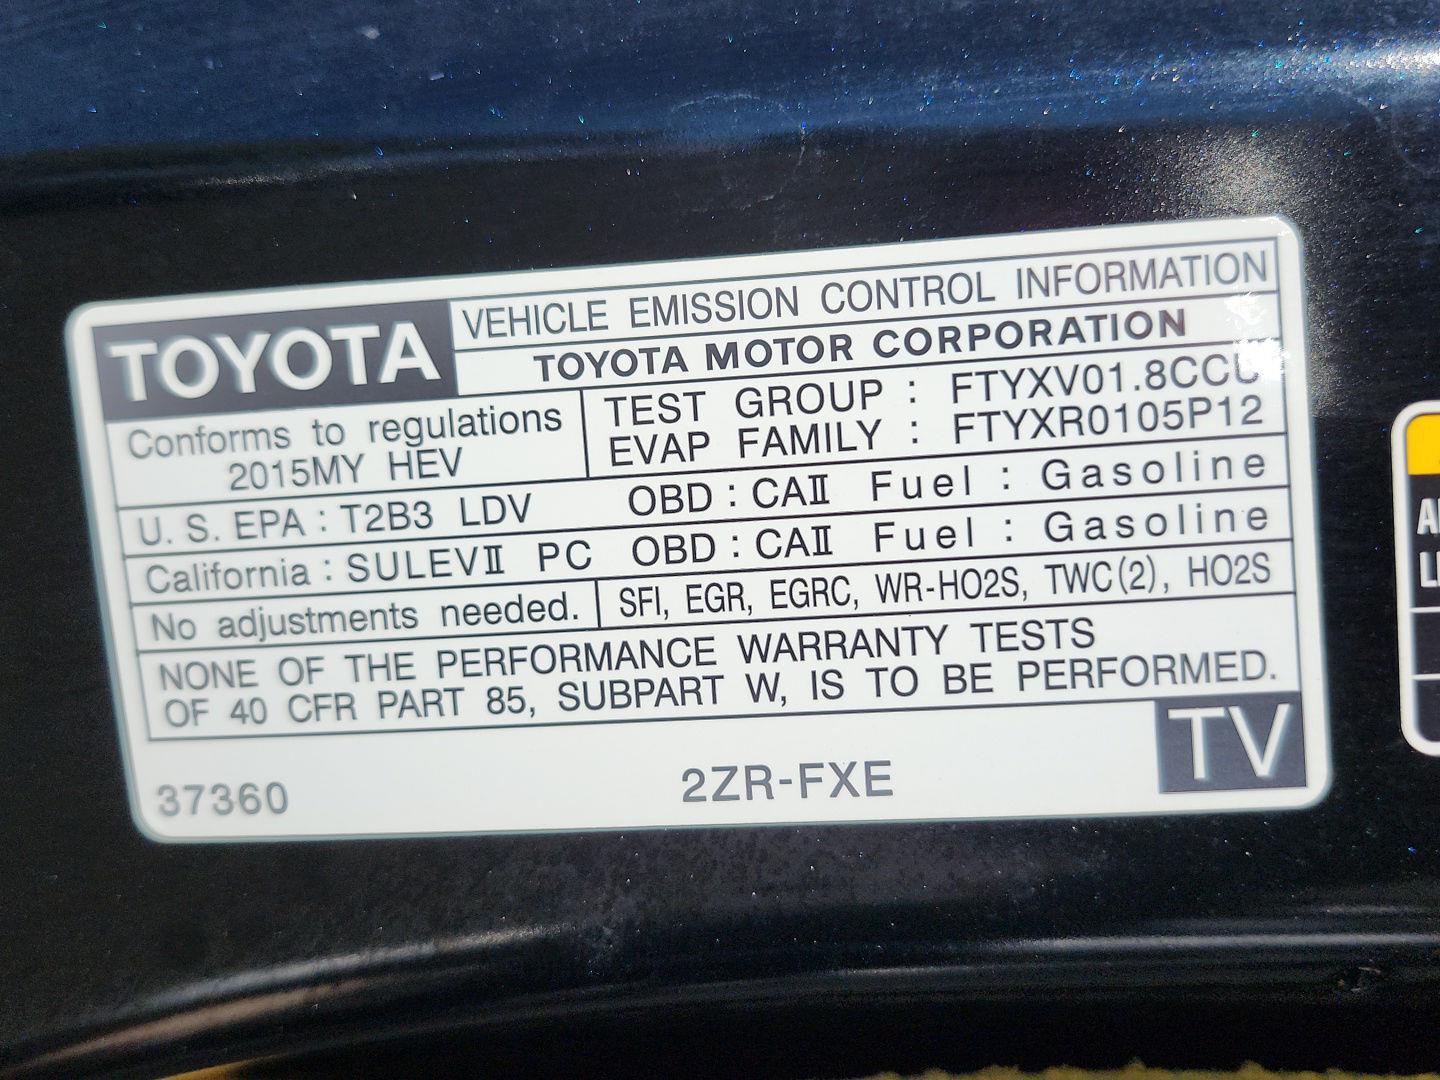 TOYOTA
VEHICLE EMISSION CONTROL INFORMATION
TOYOTA MOTOR CORPORATION
Conforms to regulations
2015MY HEV
TEST GROUP :
EVAP FAMILY : FTYXR0105P12
U. S. EPA : T2B3 LDV OBD : CAⅡ Fuel : Gasoline
California : SULEVⅡ PC OBD : CAⅡ Fuel : Gasoline
No adjustments needed. SFI, EGR, EGRC, WR-HO2S, TWC(2), HO2S
NONE OF THE PERFORMANCE WARRANTY TESTS
OF 40 CFR PART 85, SUBPART W, IS TO BE PERFORMED.
37360 2ZR-FXE TV